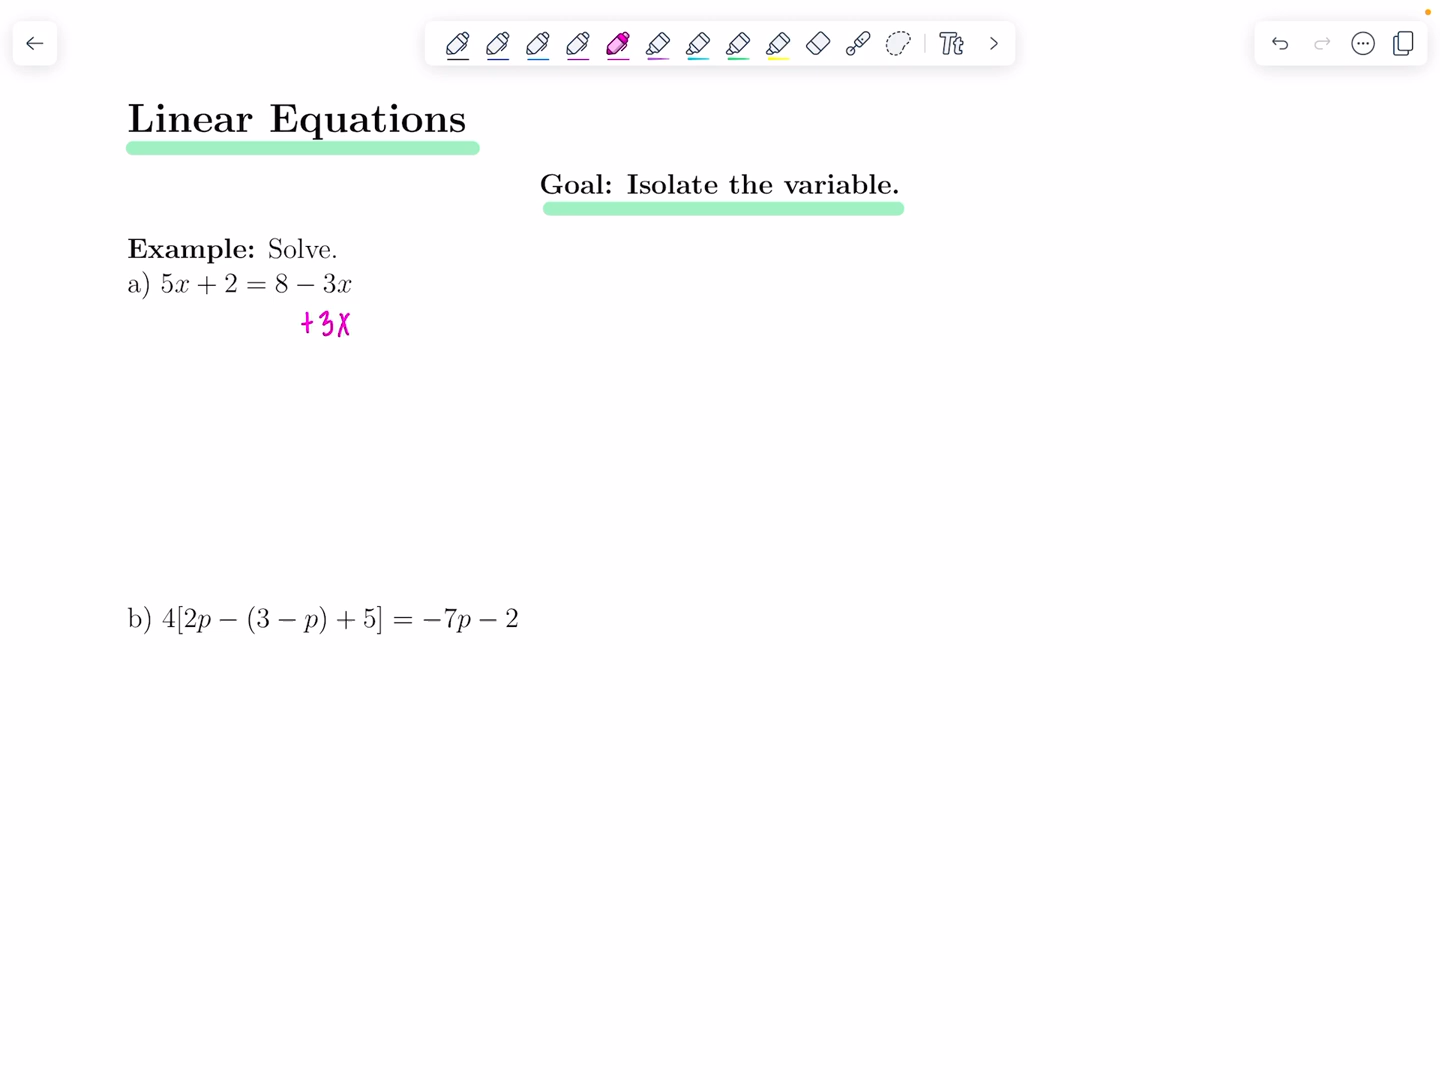 Tt
Linear Equations
Goal: Isolate the variable.
Example: Solve.
a) 5x + 2 = 8 − 3x
+3x
b) 4[2p − (3 − p) + 5] = −7p − 2